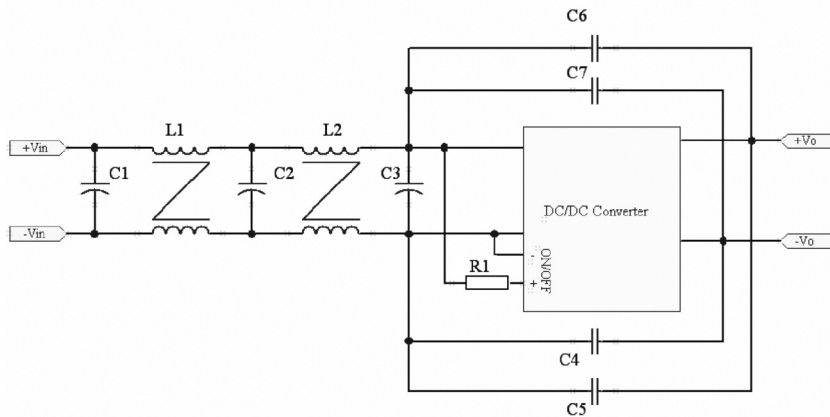 C6
C7
+Vin
L1
L2
+Vo
C1
C2
C3
DC/DC Converter
-Vin
-Vo
ON/OFF
-
+
R1
C4
C5